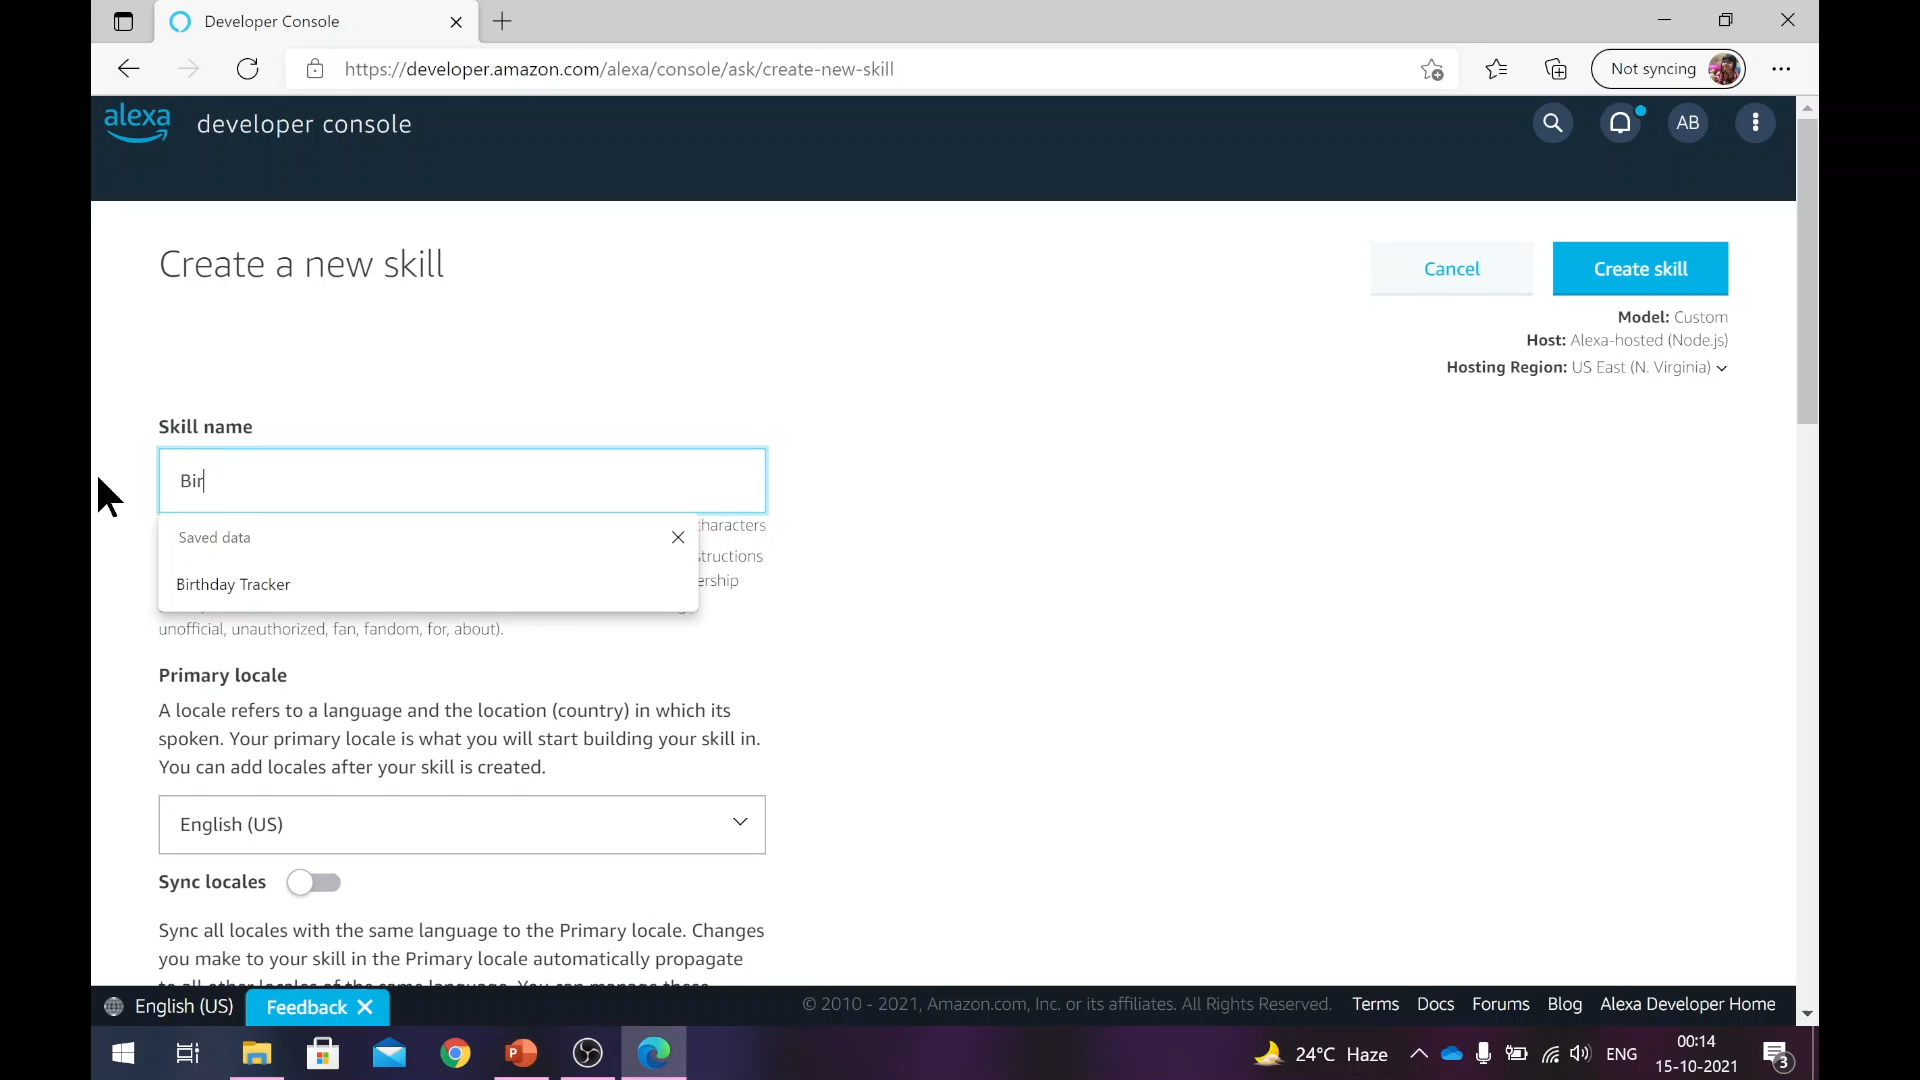 Developer Console
https://developer.amazon.com/alexa/console/ask/create-new-skill
Not syncing
alexa developer console
AB
Create a new skill
Cancel
Create skill
Model: Custom
Host: Alexa-hosted (Node.js)
Hosting Region: US East (N. Virginia)
Skill name
Bir
Saved data
characters
Birthday Tracker
unofficial, unauthorized, fan, fandom, for, about).
Primary locale
A locale refers to a language and the location (country) in which its
spoken. Your primary locale is what you will start building your skill in.
You can add locales after your skill is created.
English (US)
Sync locales
Sync all locales with the same language to the Primary locale. Changes
you make to your skill in the Primary locale automatically propagate
English (US)
Feedback
© 2010 - 2021, Amazon.com, Inc. or its affiliates. All Rights Reserved.
Terms Docs Forums Blog Alexa Developer Home
24°C Haze
ENG
00:14
15-10-2021
3